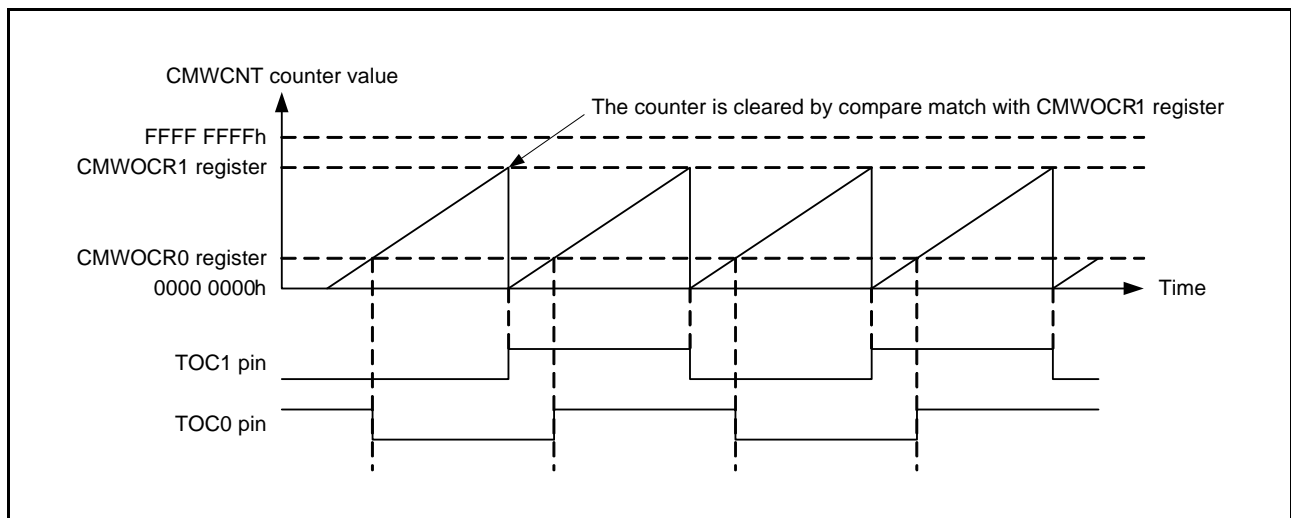 CMWCNT counter value
The counter is cleared by compare match with CMWOCR1 register
FFFF FFFFh
CMWOCR1 register
CMWOCR0 register
0000 0000h
Time
TOC1 pin
TOC0 pin